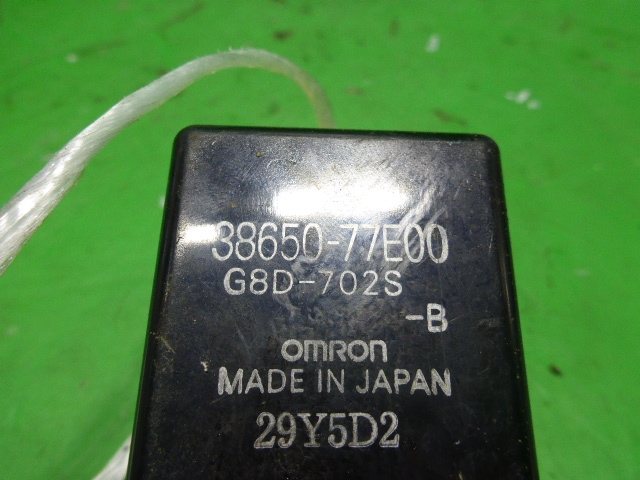 38650-77E00
G8D-702S
-B
omron
MADE IN JAPAN
29Y5D2